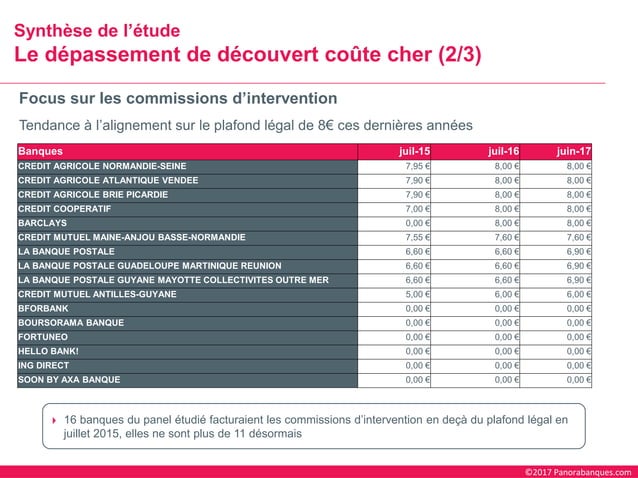 Synthèse de l’étude
Le dépassement de découvert coûte cher (2/3)
Focus sur les commissions d’intervention
Tendance à l’alignement sur le plafond légal de 8€ ces dernières années
Banques juil-15 juil-16 juin-17
CREDIT AGRICOLE NORMANDIE-SEINE 7,95 € 8,00 € 8,00 €
CREDIT AGRICOLE ATLANTIQUE VENDEE 7,90 € 8,00 € 8,00 €
CREDIT AGRICOLE BRIE PICARDIE 7,90 € 8,00 € 8,00 €
CREDIT COOPERATIF 7,00 € 8,00 € 8,00 €
BARCLAYS 0,00 € 8,00 € 8,00 €
CREDIT MUTUEL MAINE-ANJOU BASSE-NORMANDIE 7,55 € 7,60 € 7,60 €
LA BANQUE POSTALE 6,60 € 6,60 € 6,90 €
LA BANQUE POSTALE GUADELOUPE MARTINIQUE REUNION 6,60 € 6,60 € 6,90 €
LA BANQUE POSTALE GUYANE MAYOTTE COLLECTIVITES OUTRE MER 6,60 € 6,60 € 6,90 €
CREDIT MUTUEL ANTILLES-GUYANE 5,00 € 6,00 € 6,00 €
BFORBANK 0,00 € 0,00 € 0,00 €
BOURSORAMA BANQUE 0,00 € 0,00 € 0,00 €
FORTUNEO 0,00 € 0,00 € 0,00 €
HELLO BANK! 0,00 € 0,00 € 0,00 €
ING DIRECT 0,00 € 0,00 € 0,00 €
SOON BY AXA BANQUE 0,00 € 0,00 € 0,00 €
16 banques du panel étudié facturaient les commissions d’intervention en deçà du plafond légal en
juillet 2015, elles ne sont plus de 11 désormais
©2017 Panorabanques.com